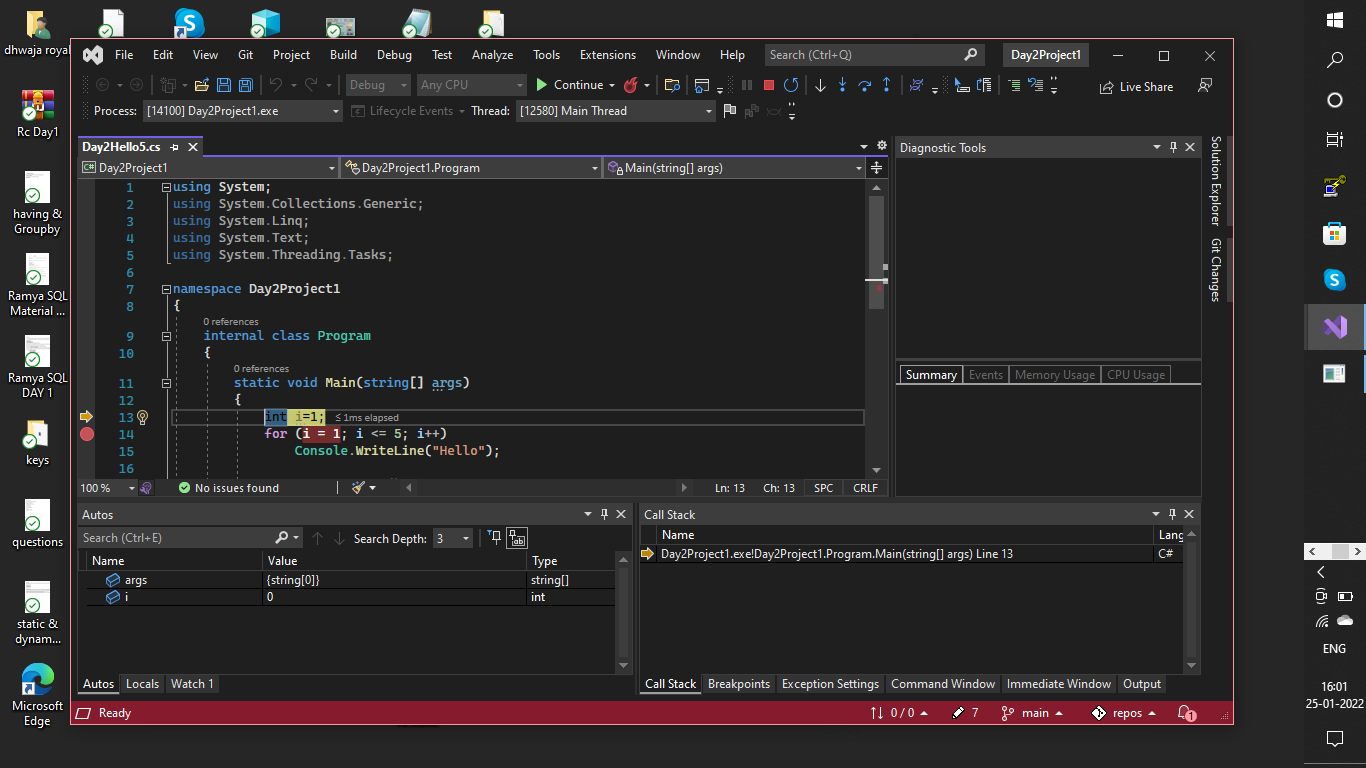 dhwaja royal
Rc Day1
having &
Groupby
Ramya SQL
Material ...
Ramya SQL
DAY 1
keys
questions
static &
dynam...
Microsoft
Edge
File Edit View Git Project Build Debug Test Analyze Tools Extensions Window Help Search (Ctrl+Q) Day2Project1
Debug Any CPU Continue Live Share
Process: [14100] Day2Project1.exe Lifecycle Events Thread: [12580] Main Thread
Day2Hello5.cs
Day2Project1 Day2Project1.Program Main(string[] args)
1 using System;
2 using System.Collections.Generic;
3 using System.Linq;
4 using System.Text;
5 using System.Threading.Tasks;
6
7 namespace Day2Project1
8 {
0 references
9 internal class Program
10 {
0 references
11 static void Main(string[] args)
12 {
13 int i=1; ≤ 1ms elapsed
14 for (i = 1; i <= 5; i++)
15 Console.WriteLine("Hello");
16
100 % No issues found Ln: 13 Ch: 13 SPC CRLF
Diagnostic Tools
Summary Events Memory Usage CPU Usage
Solution Explorer
Git Changes
Autos
Search (Ctrl+E) Search Depth: 3
Name Value Type
args {string[0]} string[]
i 0 int
Autos Locals Watch 1
Call Stack
Name Lang
Day2Project1.exe!Day2Project1.Program.Main(string[] args) Line 13 C#
Call Stack Breakpoints Exception Settings Command Window Immediate Window Output
Ready 0 / 0 7 main repos 1
ENG
16:01
25-01-2022